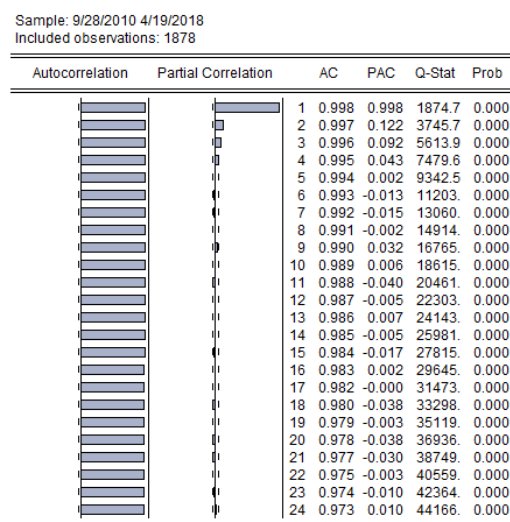 Sample: 9/28/2010 4/19/2018
Included observations: 1878
Autocorrelation Partial Correlation AC PAC Q-Stat Prob
1 0.998 0.998 1874.7 0.000
2 0.997 0.122 3745.7 0.000
3 0.996 0.092 5613.9 0.000
4 0.995 0.043 7479.6 0.000
5 0.994 0.002 9342.5 0.000
6 0.993 -0.013 11203. 0.000
7 0.992 -0.015 13060. 0.000
8 0.991 -0.002 14914. 0.000
9 0.990 0.032 16765. 0.000
10 0.989 0.006 18615. 0.000
11 0.988 -0.040 20461. 0.000
12 0.987 -0.005 22303. 0.000
13 0.986 0.007 24143. 0.000
14 0.985 -0.005 25981. 0.000
15 0.984 -0.017 27815. 0.000
16 0.983 0.002 29645. 0.000
17 0.982 -0.000 31473. 0.000
18 0.980 -0.038 33298. 0.000
19 0.979 -0.003 35119. 0.000
20 0.978 -0.038 36936. 0.000
21 0.977 -0.030 38749. 0.000
22 0.975 -0.003 40559. 0.000
23 0.974 -0.010 42364. 0.000
24 0.973 0.010 44166. 0.000